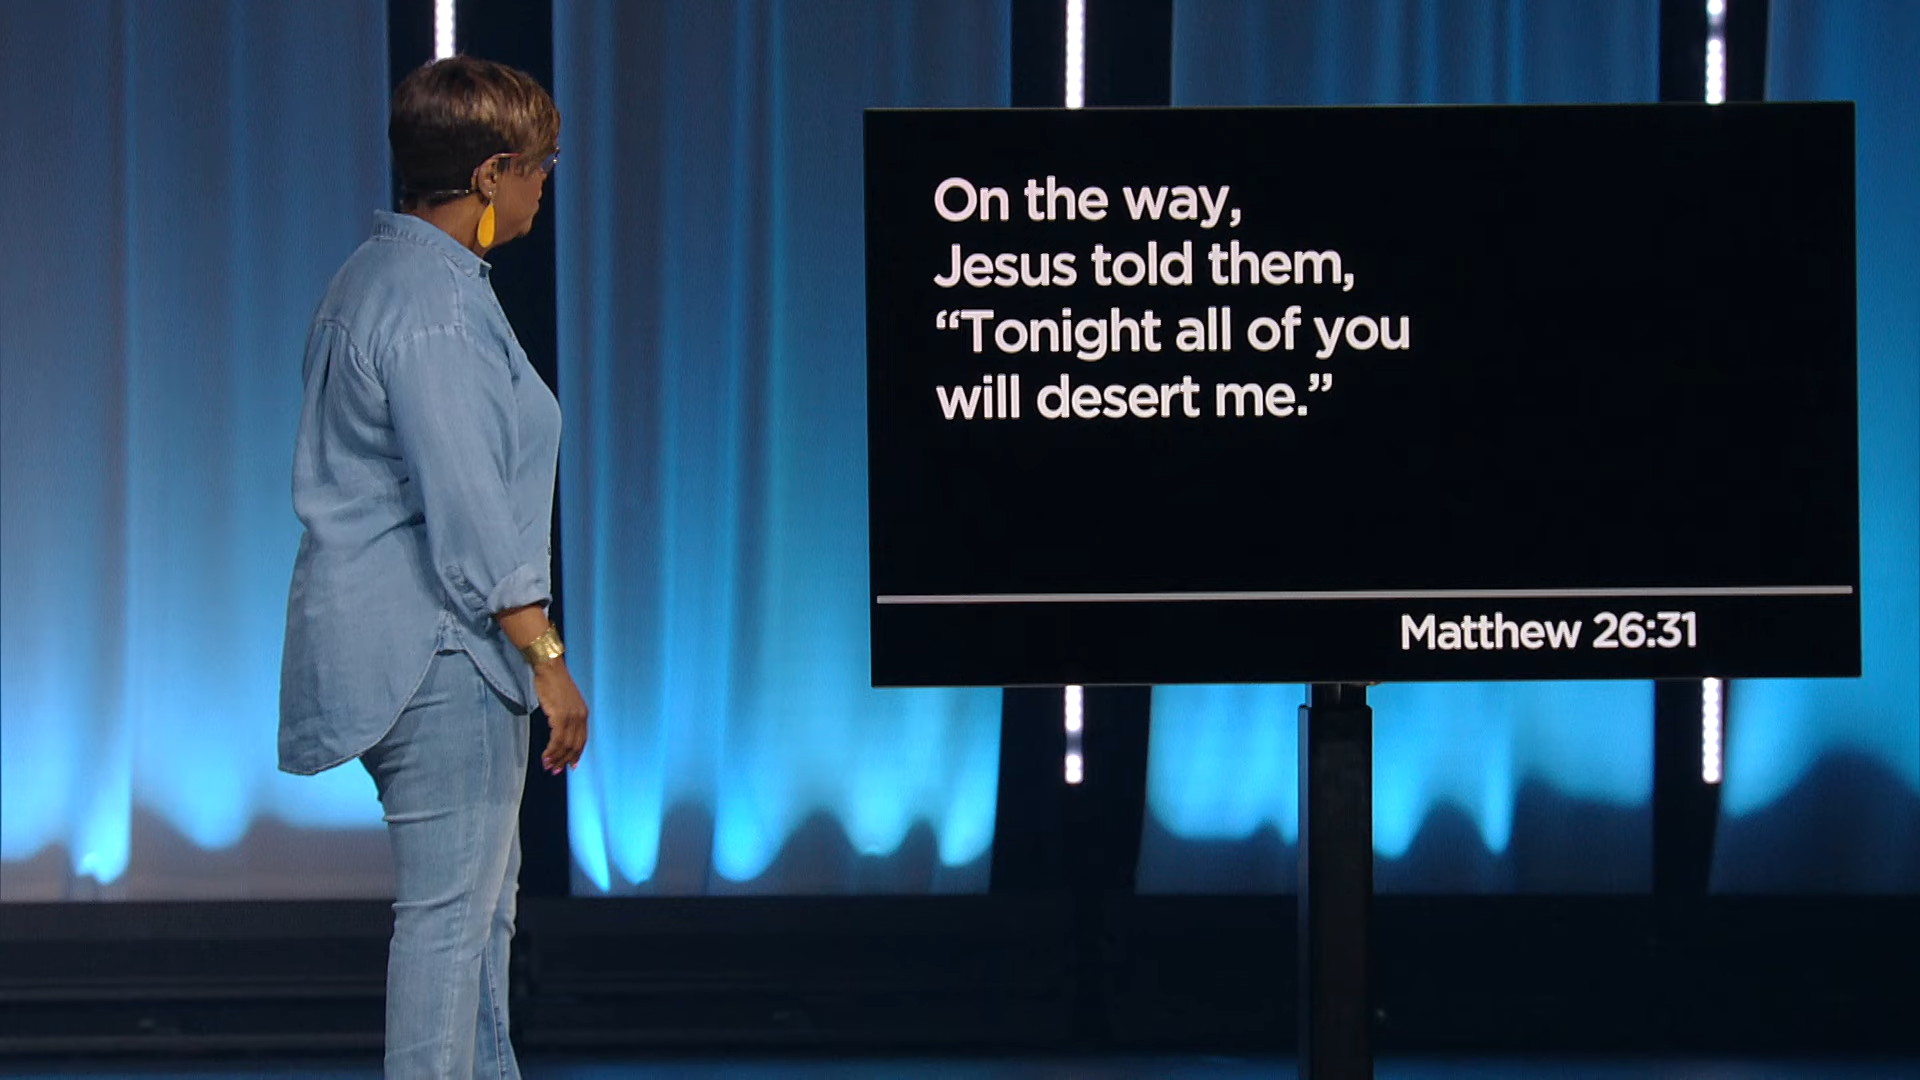 On the way,
Jesus told them,
“Tonight all of you
will desert me.”
Matthew 26:31